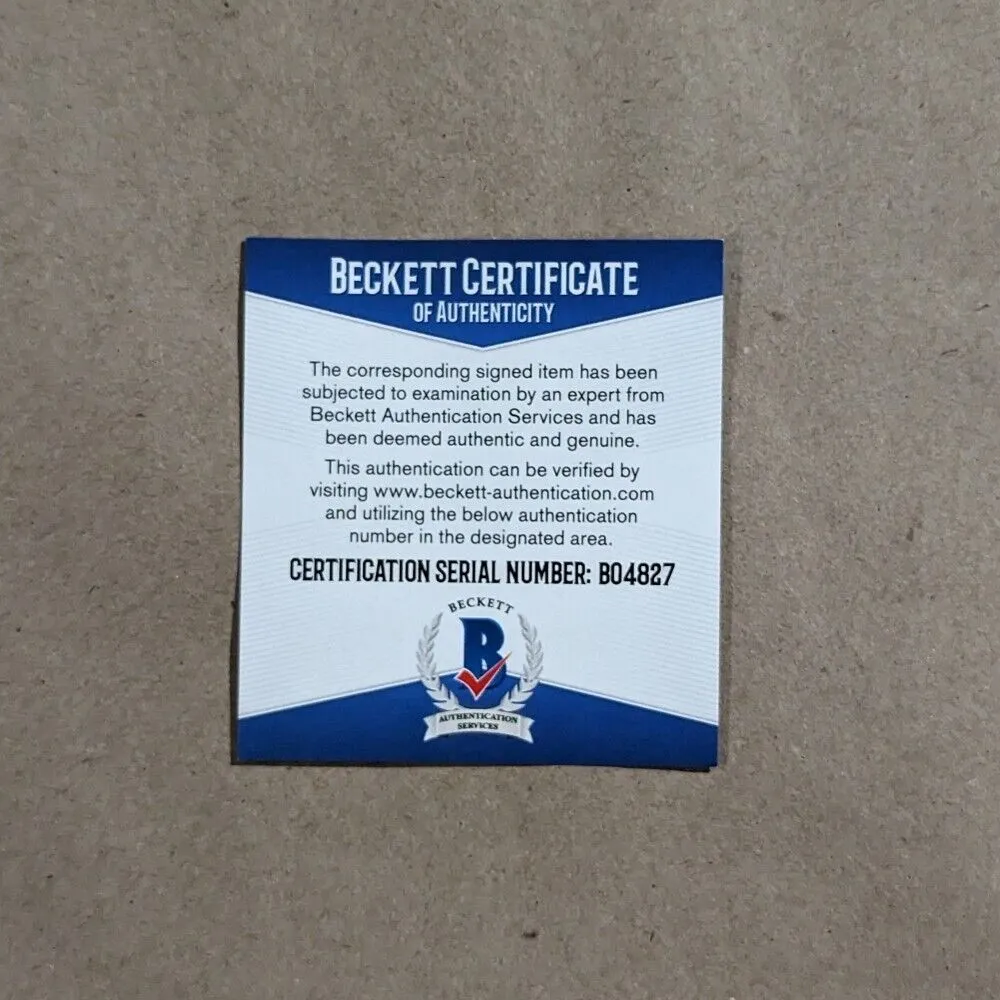 BECKETT CERTIFICATE
OF AUTHENTICITY
The corresponding signed item has been
subjected to examination by an expert from
Beckett Authentication Services and has
been deemed authentic and genuine.
This authentication can be verified by
visiting www.beckett-authentication.com
and utilizing the below authentication
number in the designated area.
CERTIFICATION SERIAL NUMBER: B04827
BECKETT
B
AUTHENTICATION
SERVICES